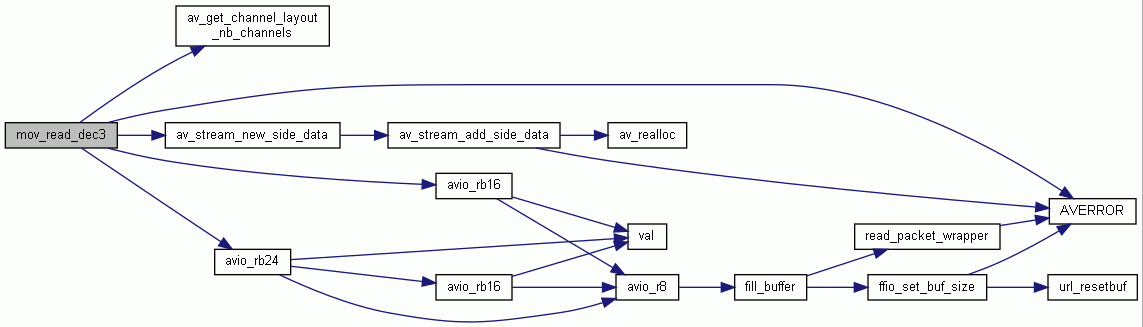 av_get_channel_layout
_nb_channels
mov_read_dec3
av_stream_new_side_data
av_stream_add_side_data
av_realloc
avio_rb16
AVERROR
val
read_packet_wrapper
avio_rb24
avio_rb16
avio_r8
fill_buffer
ffio_set_buf_size
url_resetbuf